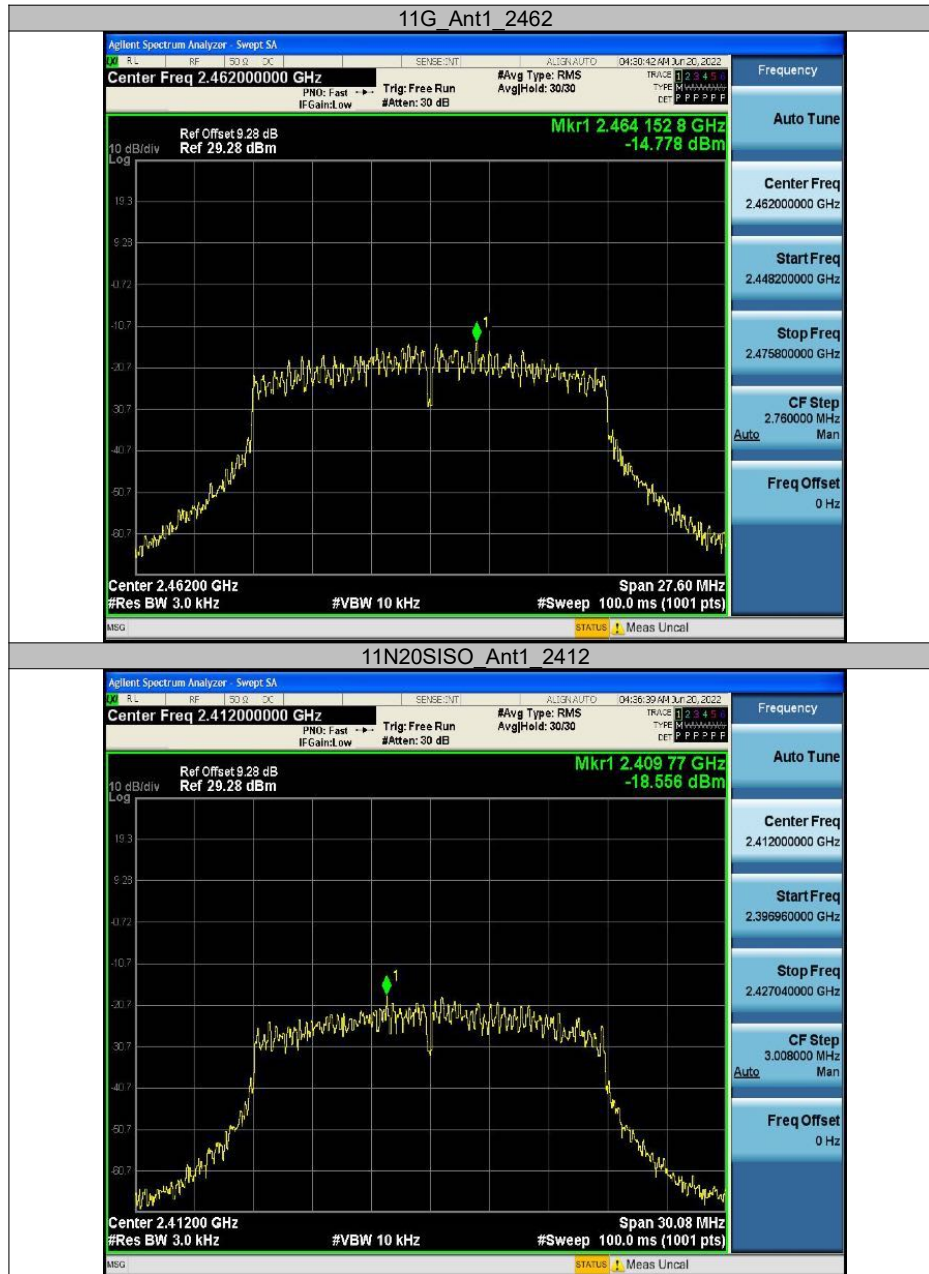 11G_Ant1_2462
Agilent Spectrum Analyzer - Swept SA
LXI RL RF 50 Ω DC SENSE:INT ALIGNAUTO 04:30:42 AM Jun 20, 2022
Center Freq 2.462000000 GHz
#Avg Type: RMS
TRACE 1 2 3 4 5 6
Frequency
PNO: Fast
Trig: Free Run
Avg|Hold: 30/30
TYPE M
IFGain:Low
#Atten: 30 dB
DET P P P P P P
Mkr1 2.464 152 8 GHz
-14.778 dBm
Auto Tune
Ref Offset 9.28 dB
10 dB/div Ref 29.28 dBm
Log
19.3
9.28
-0.72
-10.7
-20.7
-30.7
-40.7
-50.7
-60.7
1
Center Freq
2.462000000 GHz
Start Freq
2.448200000 GHz
Stop Freq
2.475800000 GHz
CF Step
2.760000 MHz
Auto Man
Freq Offset
0 Hz
Center 2.46200 GHz Span 27.60 MHz
#Res BW 3.0 kHz #VBW 10 kHz #Sweep 100.0 ms (1001 pts)
MSG STATUS Meas Uncal
11N20SISO_Ant1_2412
Agilent Spectrum Analyzer - Swept SA
LXI RL RF 50 Ω DC SENSE:INT ALIGNAUTO 04:36:39 AM Jun 20, 2022
Center Freq 2.412000000 GHz
#Avg Type: RMS
TRACE 1 2 3 4 5 6
Frequency
PNO: Fast
Trig: Free Run
Avg|Hold: 30/30
TYPE M
IFGain:Low
#Atten: 30 dB
DET P P P P P P
Mkr1 2.409 77 GHz
-18.556 dBm
Auto Tune
Ref Offset 9.28 dB
10 dB/div Ref 29.28 dBm
Log
19.3
9.28
-0.72
-10.7
-20.7
-30.7
-40.7
-50.7
-60.7
1
Center Freq
2.412000000 GHz
Start Freq
2.396960000 GHz
Stop Freq
2.427040000 GHz
CF Step
3.008000 MHz
Auto Man
Freq Offset
0 Hz
Center 2.41200 GHz Span 30.08 MHz
#Res BW 3.0 kHz #VBW 10 kHz #Sweep 100.0 ms (1001 pts)
MSG STATUS Meas Uncal